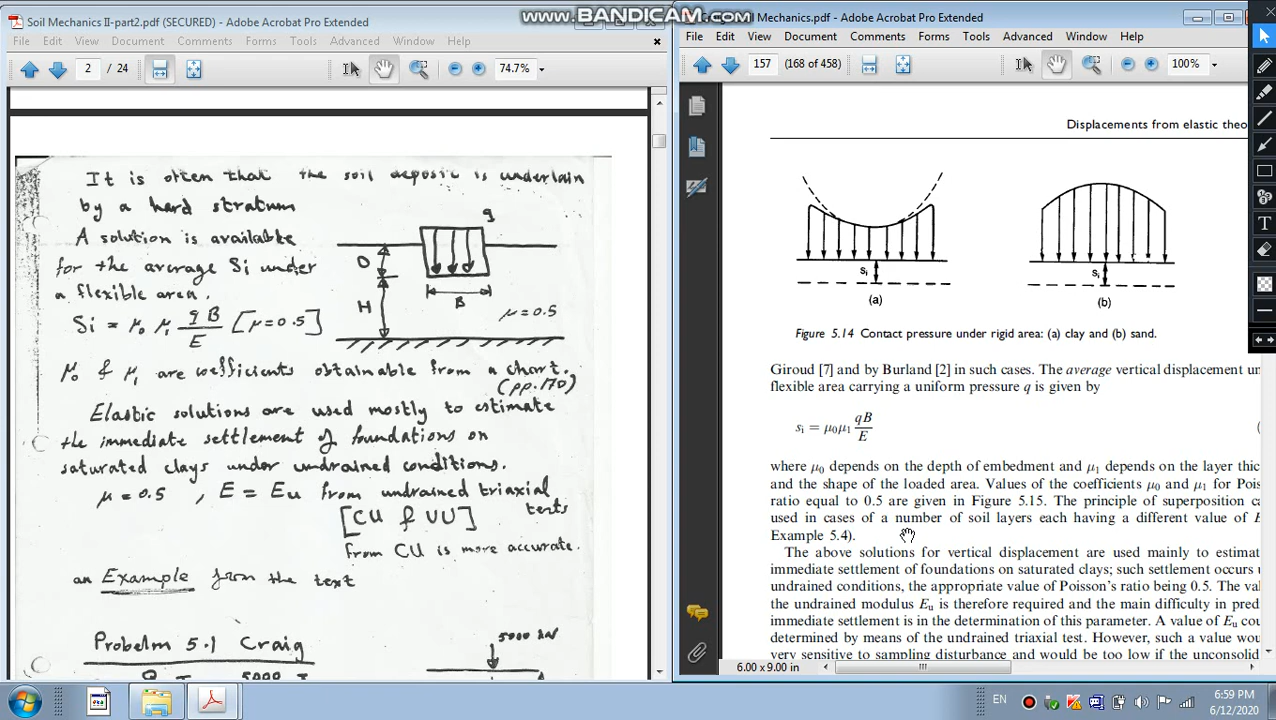 Soil Mechanics II-part2.pdf (SECURED) - Adobe Acrobat Pro Extended
www.BANDICAM.com
Mechanics.pdf - Adobe Acrobat Pro Extended
File Edit View Document Comments Forms Tools Advanced Window Help
File Edit View Document Comments Forms Tools Advanced Window Help
2 / 24 74.7%
157 (168 of 458) 100%
It is often that the soil deposit is underlain
by a hard stratum
A solution is available
for the average Si under
a flexible area.
Si = μ₀ μ₁ qB/E [μ=0.5]
q
D
H
B
μ=0.5
μ₀ & μ₁ are coefficients obtainable from a chart.
(pp.170)
Elastic solutions are used mostly to estimate
the immediate settlement of foundations on
saturated clays under undrained conditions.
μ=0.5 , E = Eu from undrained triaxial
tests
[CU & UU]
from CU is more accurate.
an Example from the text
Probelm 5.1 Craig
5000 kN
5000
Displacements from elastic theo
si
(a)
si
(b)
Figure 5.14 Contact pressure under rigid area: (a) clay and (b) sand.
Giroud [7] and by Burland [2] in such cases. The average vertical displacement un
flexible area carrying a uniform pressure q is given by
si = μ0μ1 qB/E
(
where μ0 depends on the depth of embedment and μ1 depends on the layer thic
and the shape of the loaded area. Values of the coefficients μ0 and μ1 for Pois
ratio equal to 0.5 are given in Figure 5.15. The principle of superposition ca
used in cases of a number of soil layers each having a different value of E
Example 5.4).
The above solutions for vertical displacement are used mainly to estimat
immediate settlement of foundations on saturated clays; such settlement occurs u
undrained conditions, the appropriate value of Poisson's ratio being 0.5. The val
the undrained modulus Eu is therefore required and the main difficulty in pred
immediate settlement is in the determination of this parameter. A value of Eu cou
determined by means of the undrained triaxial test. However, such a value wou
very sensitive to sampling disturbance and would be too low if the unconsolid
6.00 x 9.00 in
EN
6:59 PM
6/12/2020